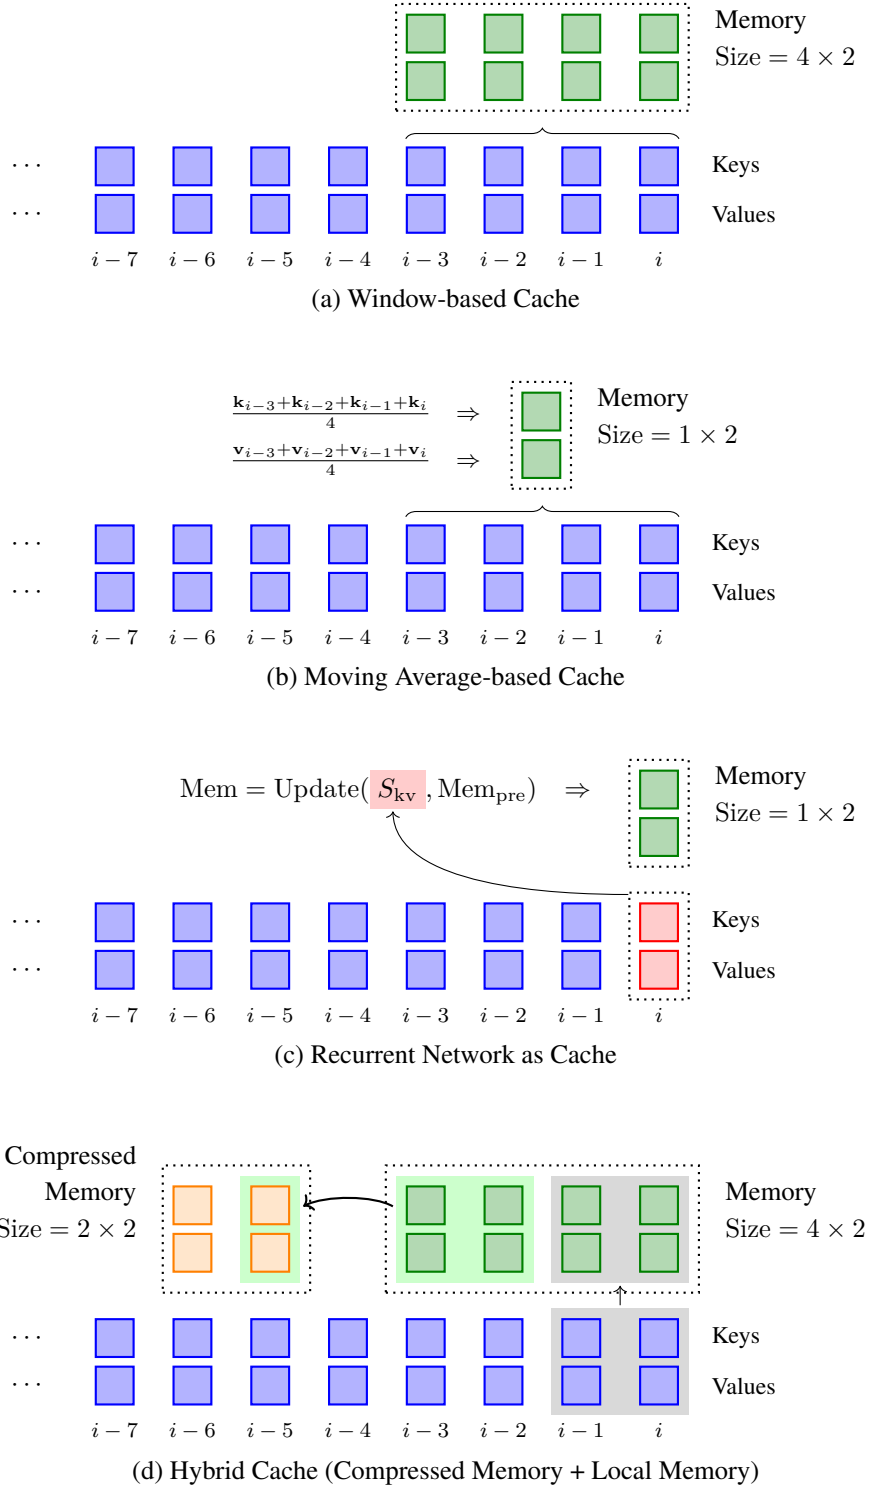 Memory
Size = 4 × 2
··· Keys
··· Values
i − 7 i − 6 i − 5 i − 4 i − 3 i − 2 i − 1 i
(a) Window-based Cache
k_{i−3}+k_{i−2}+k_{i−1}+k_i / 4 ⇒
v_{i−3}+v_{i−2}+v_{i−1}+v_i / 4 ⇒
Memory
Size = 1 × 2
··· Keys
··· Values
i − 7 i − 6 i − 5 i − 4 i − 3 i − 2 i − 1 i
(b) Moving Average-based Cache
Mem = Update( S_kv , Mem_pre) ⇒
Memory
Size = 1 × 2
··· Keys
··· Values
i − 7 i − 6 i − 5 i − 4 i − 3 i − 2 i − 1 i
(c) Recurrent Network as Cache
Compressed
Memory
Size = 2 × 2
Memory
Size = 4 × 2
··· Keys
··· Values
i − 7 i − 6 i − 5 i − 4 i − 3 i − 2 i − 1 i
(d) Hybrid Cache (Compressed Memory + Local Memory)